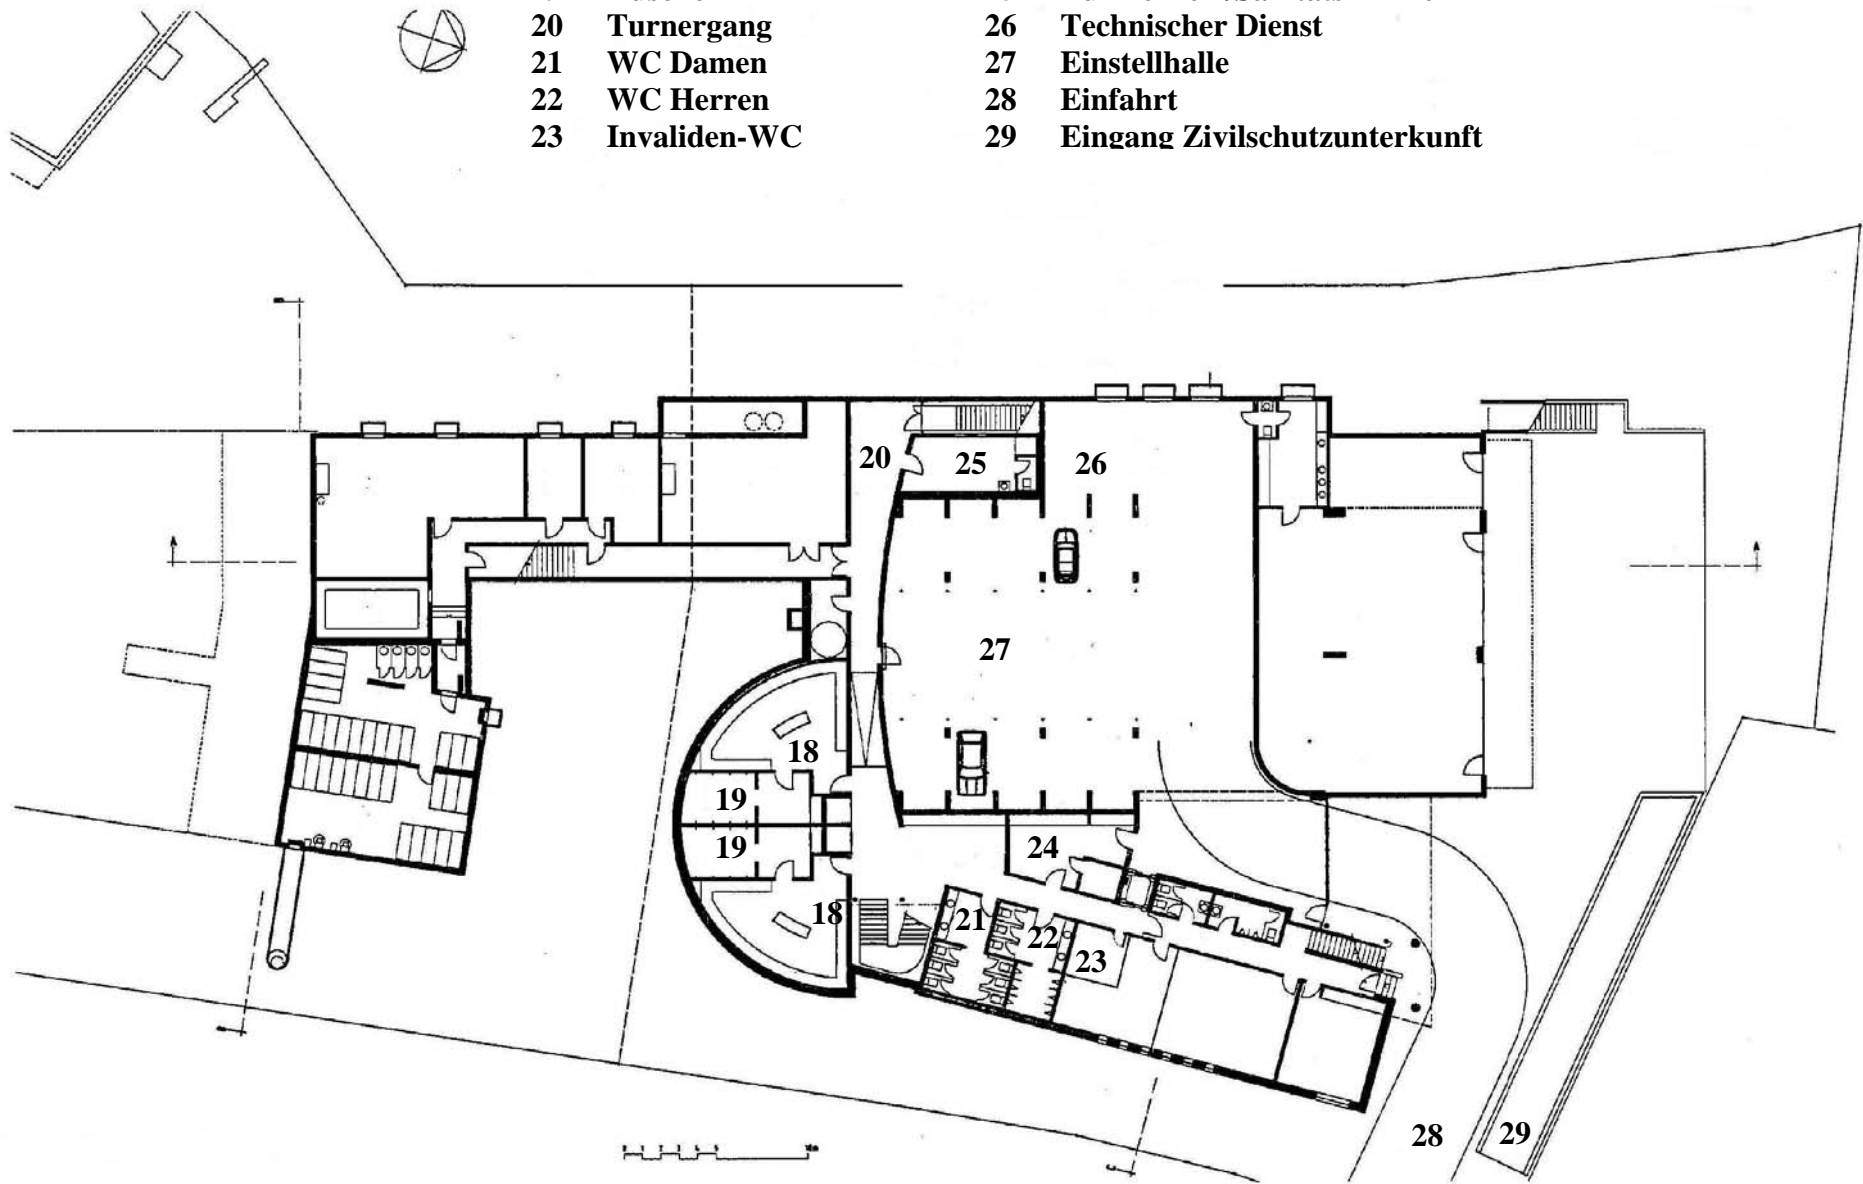 20 Turnergang
21 WC Damen
22 WC Herren
23 Invaliden-WC
26 Technischer Dienst
27 Einstellhalle
28 Einfahrt
29 Eingang Zivilschutzunterkunft
20
25
26
27
18
19
19
18
24
21
22
23
28
29